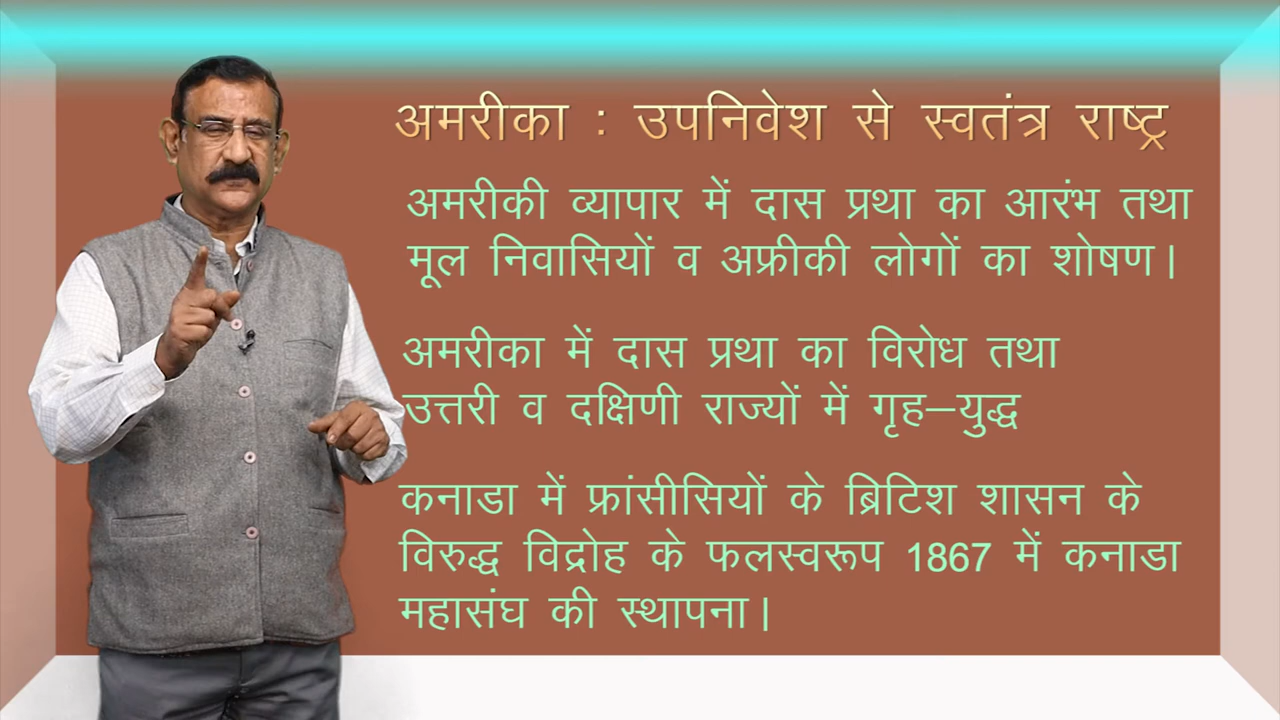 अमरीका : उपनिवेश से स्वतंत्र राष्ट्र
अमरीकी व्यापार में दास प्रथा का आरंभ तथा
मूल निवासियों व अफ्रीकी लोगों का शोषण।
अमरीका में दास प्रथा का विरोध तथा
उत्तरी व दक्षिणी राज्यों में गृह–युद्ध
कनाडा में फ्रांसीसियों के ब्रिटिश शासन के
विरुद्ध विद्रोह के फलस्वरूप 1867 में कनाडा
महासंघ की स्थापना।